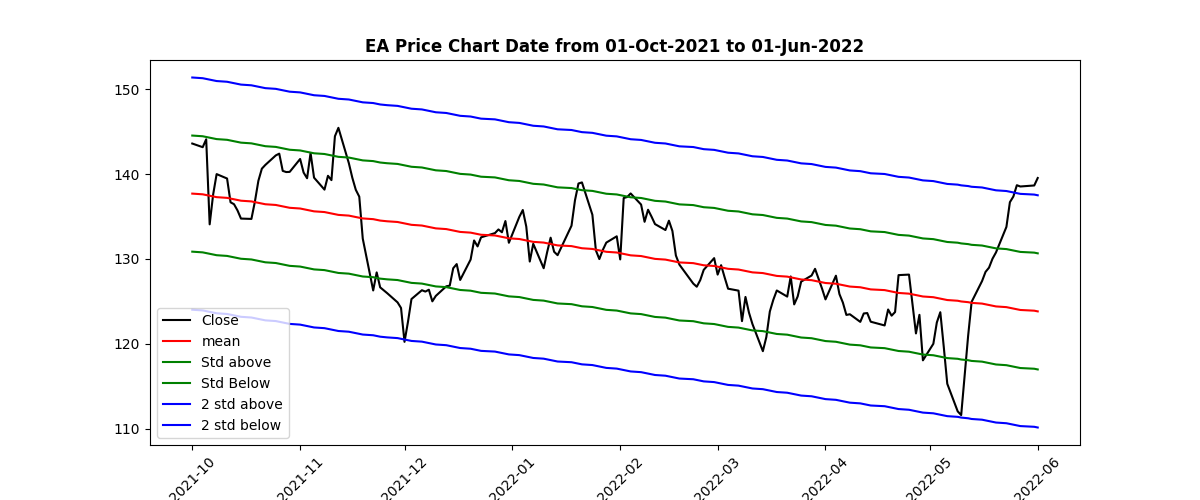 EA Price Chart Date from 01-Oct-2021 to 01-Jun-2022
150
140
130
120
110
Close
mean
Std above
Std Below
2 std above
2 std below
2021-10
2021-11
2021-12
2022-01
2022-02
2022-03
2022-04
2022-05
2022-06